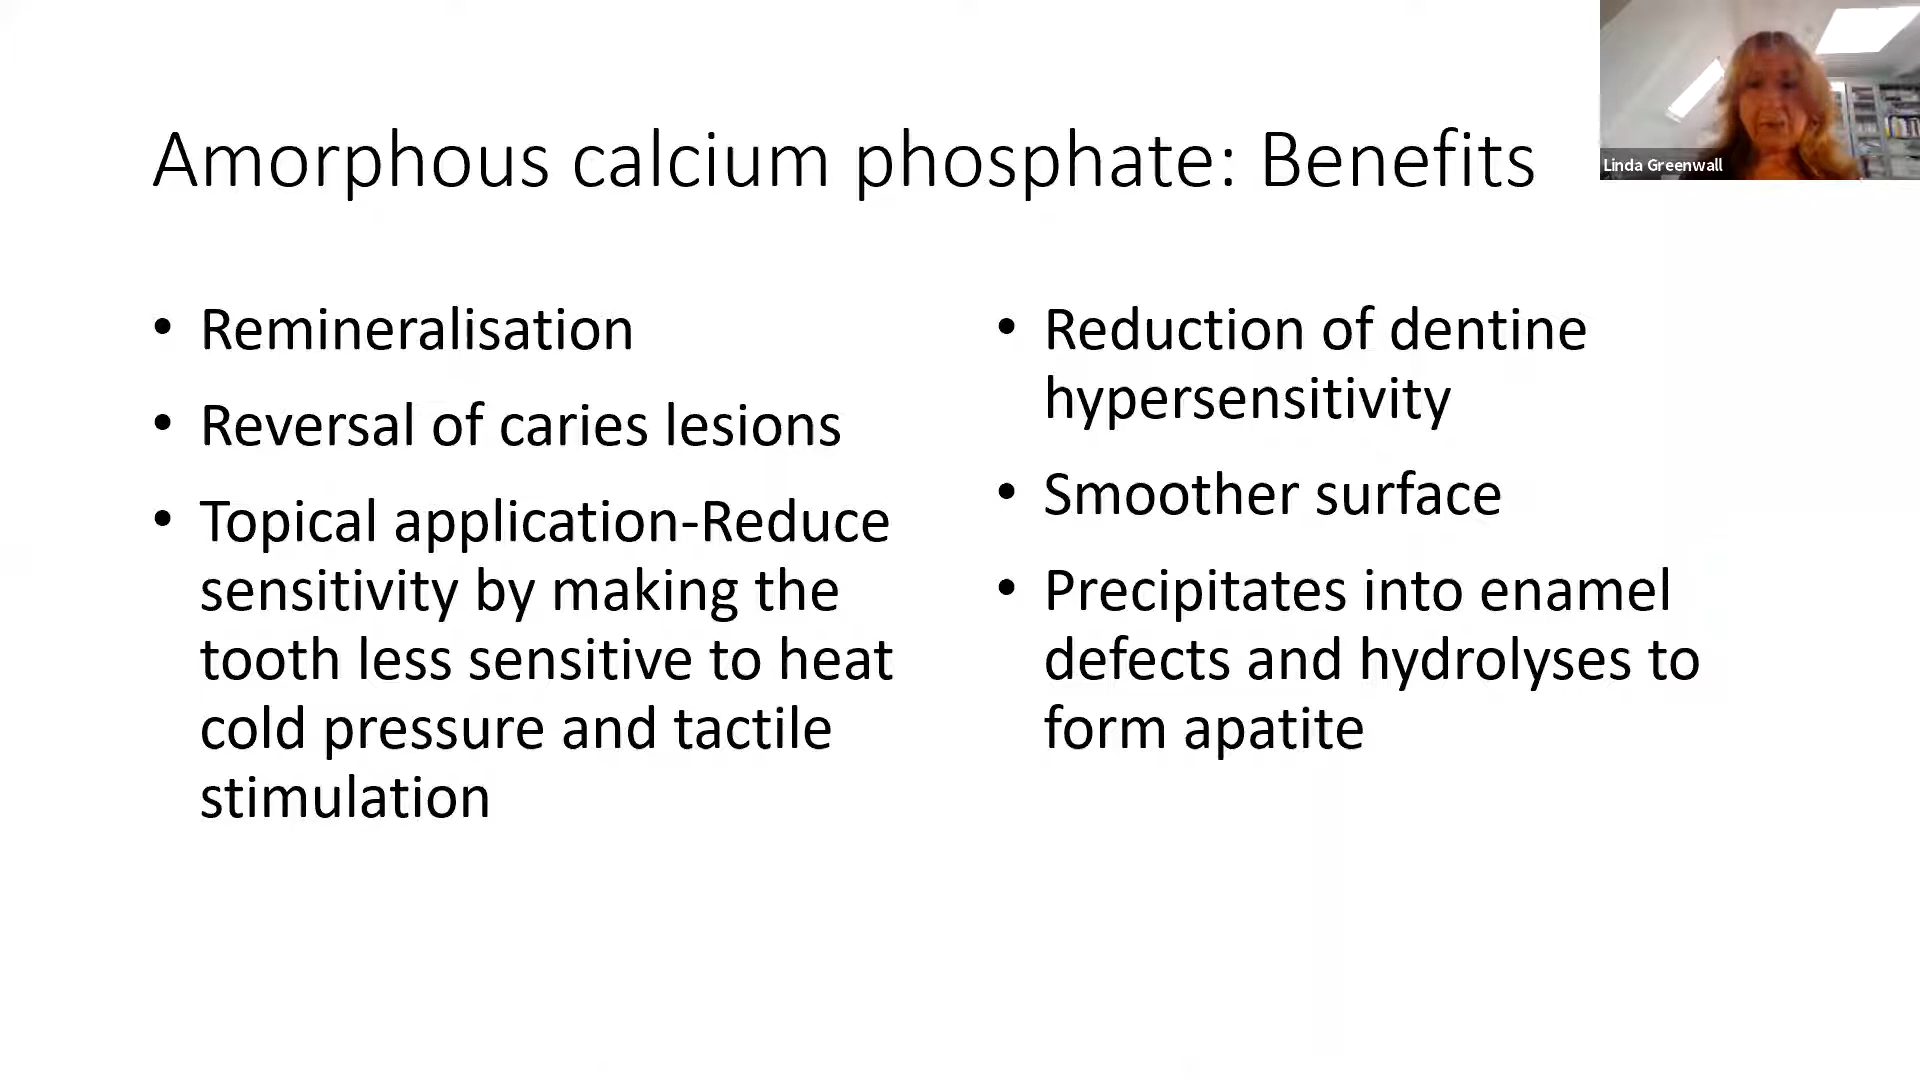 Amorphous calcium phosphate: Benefits
Linda Greenwall
• Remineralisation
• Reversal of caries lesions
• Topical application-Reduce
sensitivity by making the
tooth less sensitive to heat
cold pressure and tactile
stimulation
• Reduction of dentine
hypersensitivity
• Smoother surface
• Precipitates into enamel
defects and hydrolyses to
form apatite